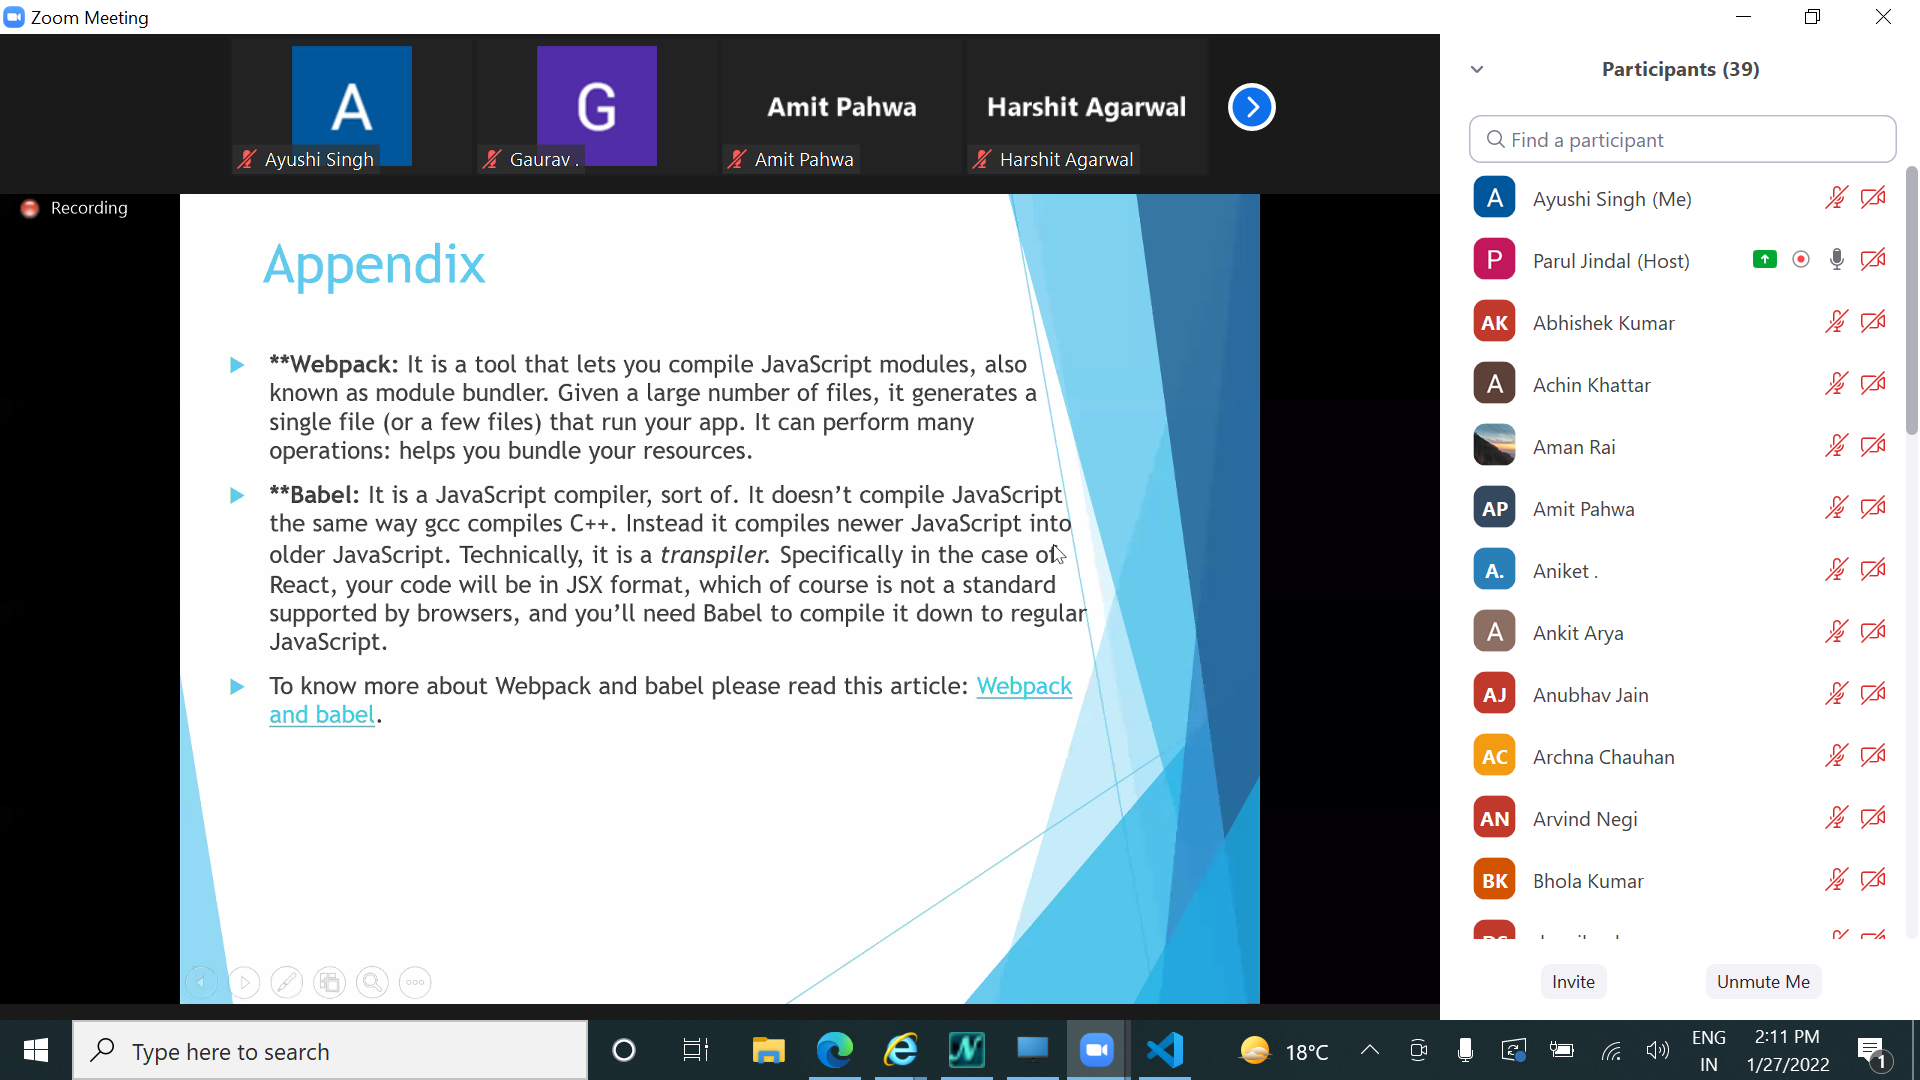 Zoom Meeting
A
G
Amit Pahwa
Harshit Agarwal
Ayushi Singh
Gaurav .
Amit Pahwa
Harshit Agarwal
Recording
Appendix
**Webpack: It is a tool that lets you compile JavaScript modules, also
known as module bundler. Given a large number of files, it generates a
single file (or a few files) that run your app. It can perform many
operations: helps you bundle your resources.
**Babel: It is a JavaScript compiler, sort of. It doesn’t compile JavaScript
the same way gcc compiles C++. Instead it compiles newer JavaScript into
older JavaScript. Technically, it is a transpiler. Specifically in the case of
React, your code will be in JSX format, which of course is not a standard
supported by browsers, and you’ll need Babel to compile it down to regular
JavaScript.
To know more about Webpack and babel please read this article: Webpack
and babel.
Participants (39)
Find a participant
A Ayushi Singh (Me)
P Parul Jindal (Host)
AK Abhishek Kumar
A Achin Khattar
Aman Rai
AP Amit Pahwa
A. Aniket .
A Ankit Arya
AJ Anubhav Jain
AC Archna Chauhan
AN Arvind Negi
BK Bhola Kumar
Invite
Unmute Me
Type here to search
18°C
ENG
IN
2:11 PM
1/27/2022
1